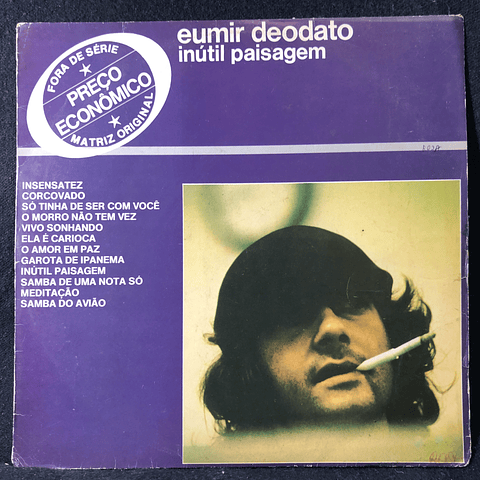 eumir deodato
inútil paisagem
FORA DE SÉRIE
PREÇO
ECONÔMICO
MATRIZ ORIGINAL
INSENSATEZ
CORCOVADO
SÓ TINHA DE SER COM VOCÊ
O MORRO NÃO TEM VEZ
VIVO SONHANDO
ELA É CARIOCA
O AMOR EM PAZ
GAROTA DE IPANEMA
INÚTIL PAISAGEM
SAMBA DE UMA NOTA SÓ
MEDITAÇÃO
SAMBA DO AVIÃO